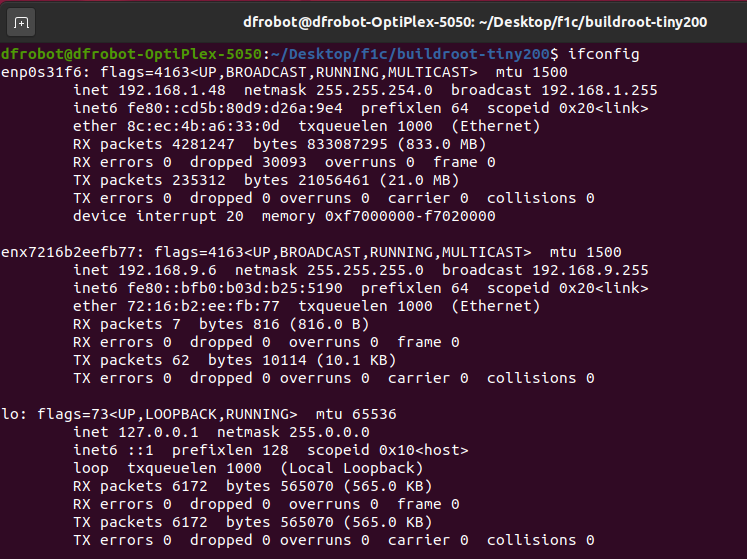 dfrobot@dfrobot-OptiPlex-5050: ~/Desktop/f1c/buildroot-tiny200
dfrobot@dfrobot-OptiPlex-5050:~/Desktop/f1c/buildroot-tiny200$ ifconfig
enp0s31f6: flags=4163<UP,BROADCAST,RUNNING,MULTICAST>  mtu 1500
        inet 192.168.1.48  netmask 255.255.254.0  broadcast 192.168.1.255
        inet6 fe80::cd5b:80d9:d26a:9e4  prefixlen 64  scopeid 0x20<link>
        ether 8c:ec:4b:a6:33:0d  txqueuelen 1000  (Ethernet)
        RX packets 4281247  bytes 833087295 (833.0 MB)
        RX errors 0  dropped 30093  overruns 0  frame 0
        TX packets 235312  bytes 21056461 (21.0 MB)
        TX errors 0  dropped 0 overruns 0  carrier 0  collisions 0
        device interrupt 20  memory 0xf7000000-f7020000
enx7216b2eefb77: flags=4163<UP,BROADCAST,RUNNING,MULTICAST>  mtu 1500
        inet 192.168.9.6  netmask 255.255.255.0  broadcast 192.168.9.255
        inet6 fe80::bfb0:b03d:b25:5190  prefixlen 64  scopeid 0x20<link>
        ether 72:16:b2:ee:fb:77  txqueuelen 1000  (Ethernet)
        RX packets 7  bytes 816 (816.0 B)
        RX errors 0  dropped 0  overruns 0  frame 0
        TX packets 62  bytes 10114 (10.1 KB)
        TX errors 0  dropped 0 overruns 0  carrier 0  collisions 0
lo: flags=73<UP,LOOPBACK,RUNNING>  mtu 65536
        inet 127.0.0.1  netmask 255.0.0.0
        inet6 ::1  prefixlen 128  scopeid 0x10<host>
        loop  txqueuelen 1000  (Local Loopback)
        RX packets 6172  bytes 565070 (565.0 KB)
        RX errors 0  dropped 0  overruns 0  frame 0
        TX packets 6172  bytes 565070 (565.0 KB)
        TX errors 0  dropped 0 overruns 0  carrier 0  collisions 0